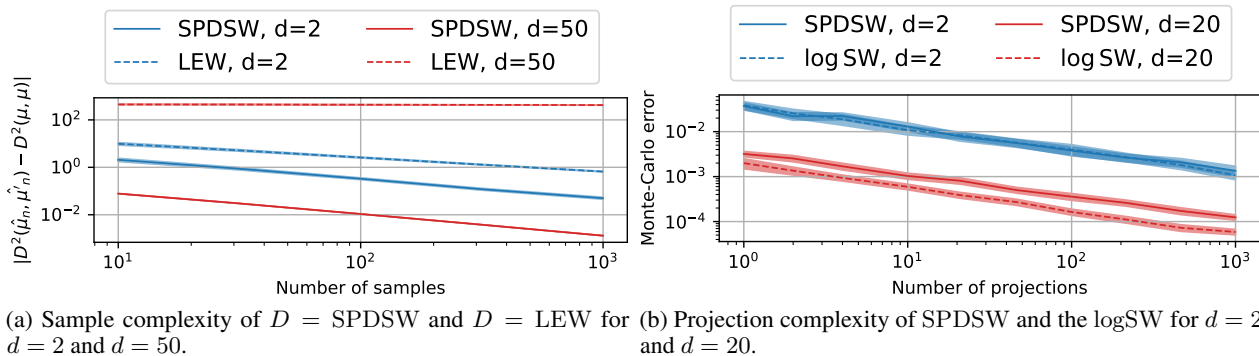 SPDSW, d=2
SPDSW, d=50
LEW, d=2
LEW, d=50
|D²(μ̂ₙ, μ̂′ₙ) − D²(μ, μ)|
10²
10⁰
10⁻²
10¹
10²
10³
Number of samples
(a) Sample complexity of D = SPDSW and D = LEW for
d = 2 and d = 50.
SPDSW, d=2
SPDSW, d=20
log SW, d=2
log SW, d=20
Monte-Carlo error
10⁻²
10⁻³
10⁻⁴
10⁰
10¹
10²
10³
Number of projections
(b) Projection complexity of SPDSW and the logSW for d = 2
and d = 20.